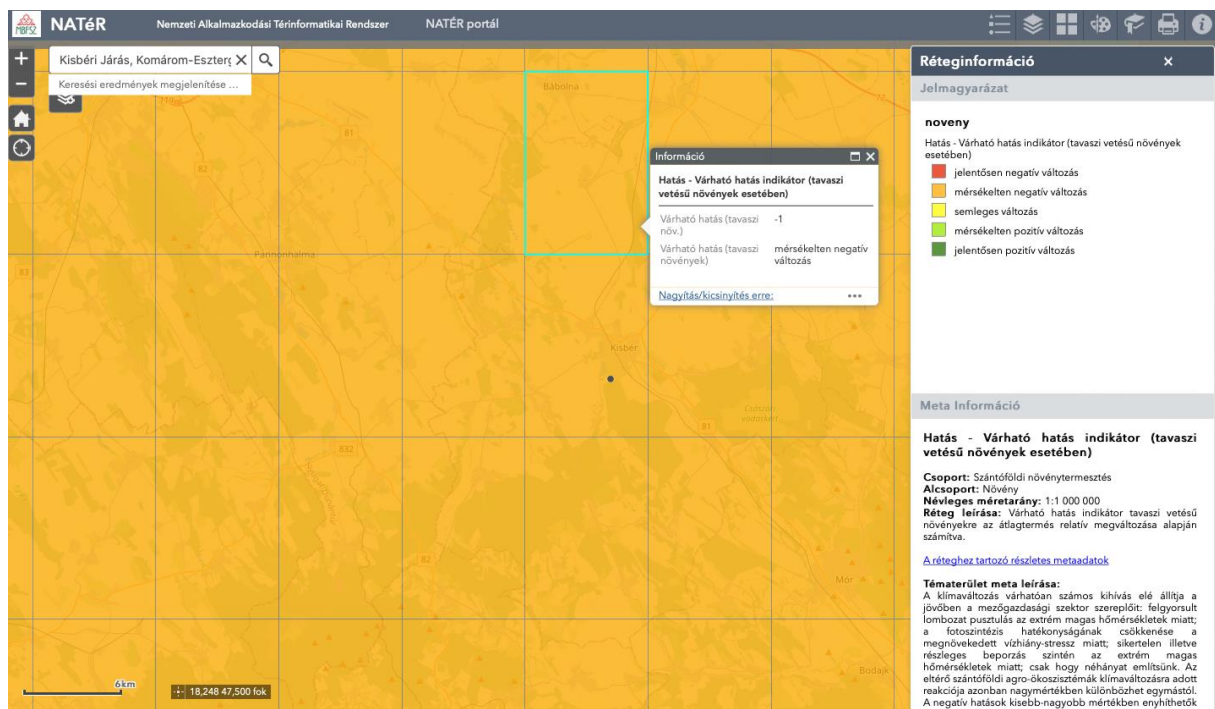 MBFSZ
NATéR
Nemzeti Alkalmazkodási Térinformatikai Rendszer
NATÉR portál
Kisbéri Járás, Komárom-Eszterg
Keresési eredmények megjelenítése ...
Bábolna
81
82
Pannonhalma
83
Kisbér
Császári
81
832
82
Mór
Bodajk
6km
18,248 47,500 fok
Információ
Hatás - Várható hatás indikátor (tavaszi
vetésű növények esetében)
Várható hatás (tavaszi
növ.)
-1
Várható hatás (tavaszi
növények)
mérsékelten negatív
változás
Nagyítás/kicsinyítés erre:
Réteginformáció
Jelmagyarázat
noveny
Hatás - Várható hatás indikátor (tavaszi vetésű növények
esetében)
jelentősen negatív változás
mérsékelten negatív változás
semleges változás
mérsékelten pozitív változás
jelentősen pozitív változás
Meta Információ
Hatás - Várható hatás indikátor (tavaszi
vetésű növények esetében)
Csoport: Szántóföldi növénytermesztés
Alcsoport: Növény
Névleges méretarány: 1:1 000 000
Réteg leírása: Várható hatás indikátor tavaszi vetésű
növényekre az átlagtermés relatív megváltozása alapján
számítva.
A réteghez tartozó részletes metaadatok
Tématerület meta leírása:
A klímaváltozás várhatóan számos kihívás elé állítja a
jövőben a mezőgazdasági szektor szereplőit: felgyorsult
lombozat pusztulás az extrém magas hőmérsékletek miatt;
a fotoszintézis hatékonyságának csökkenése a
megnövekedett vízhiány-stressz miatt; sikertelen illetve
részleges beporzás szintén az extrém magas
hőmérsékletek miatt; csak hogy néhányat említsünk. Az
eltérő szántóföldi agro-ökoszisztémák klímaváltozásra adott
reakciója azonban nagymértékben különbözhet egymástól.
A negatív hatások kisebb-nagyobb mértékben enyhíthetők